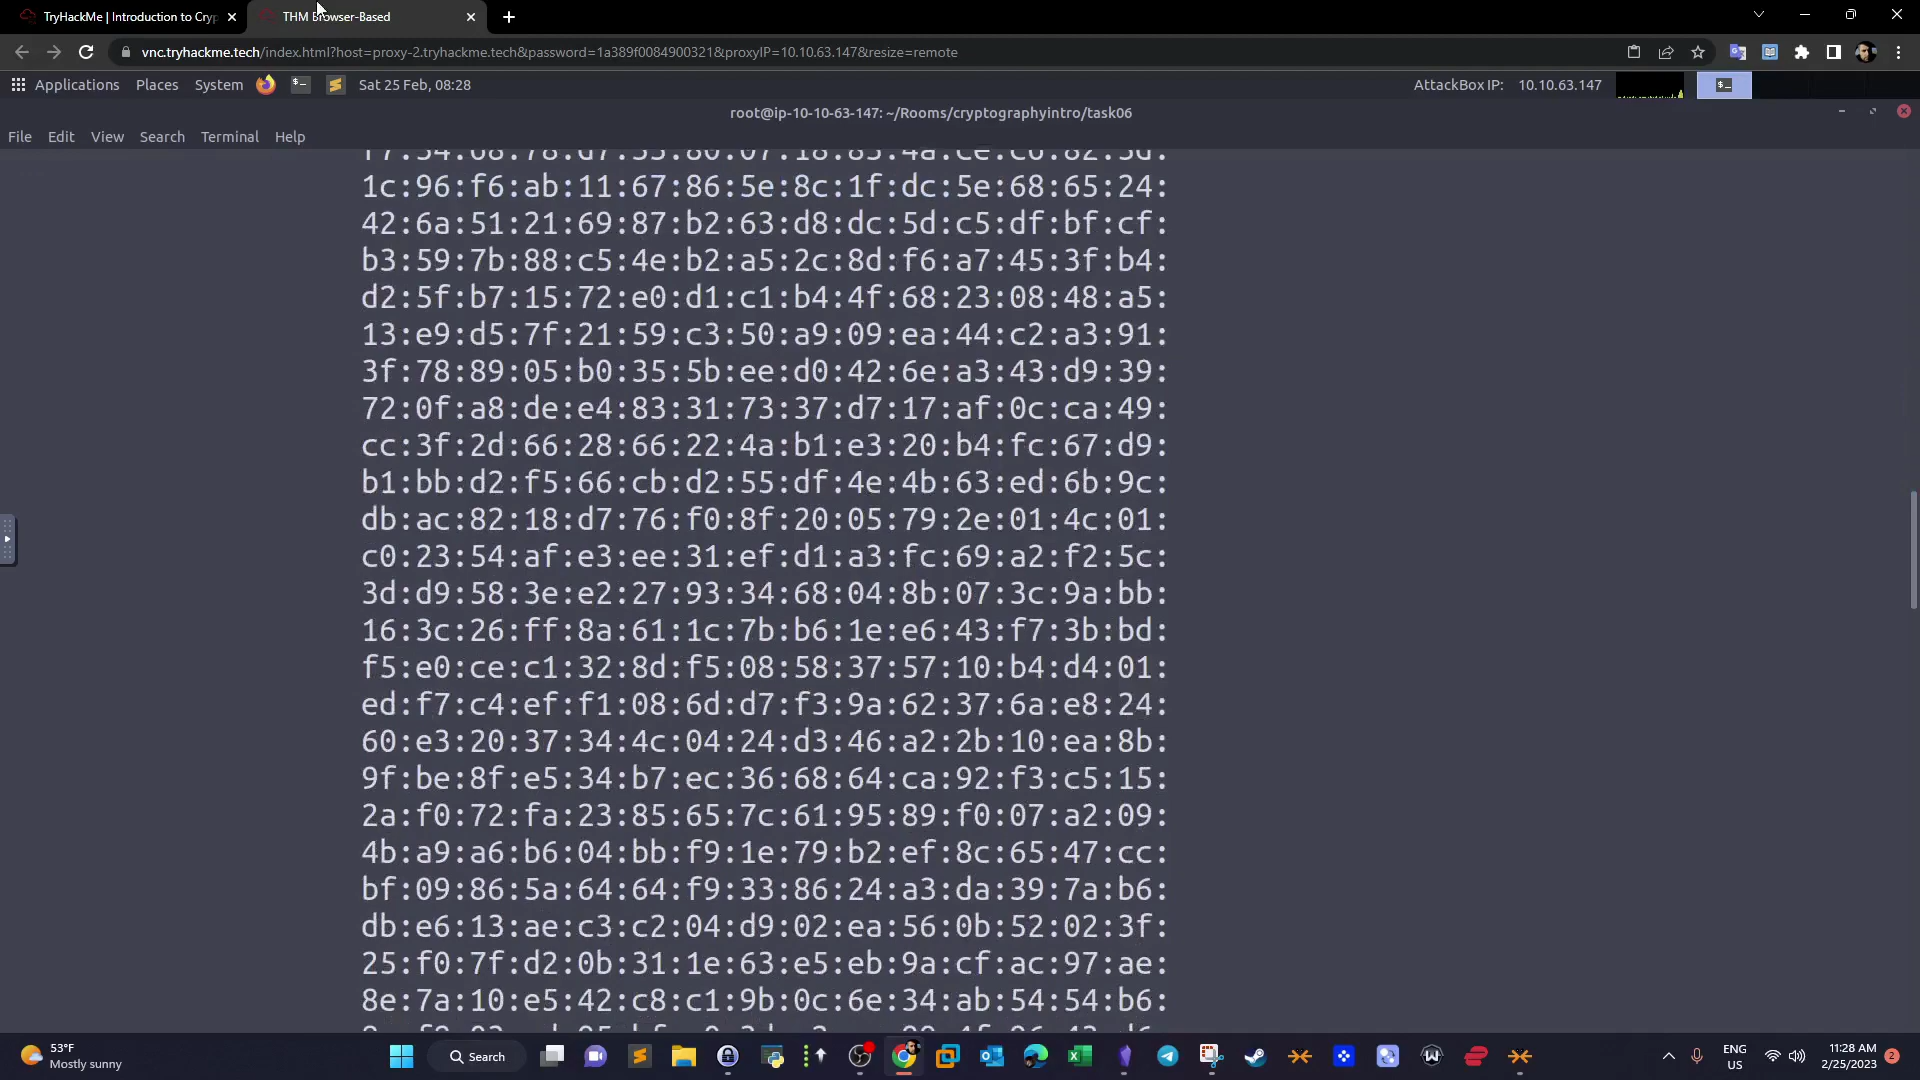 TryHackMe | Introduction to Cryp
THM Browser-Based
vnc.tryhackme.tech/index.html?host=proxy-2.tryhackme.tech&password=1a389f0084900321&proxyIP=10.10.63.147&resize=remote
Applications Places System Sat 25 Feb, 08:28 AttackBox IP: 10.10.63.147
root@ip-10-10-63-147: ~/Rooms/cryptographyintro/task06
File Edit View Search Terminal Help
f7:54:68:78:d7:55:80:07:18:85:4a:ce:c6:82:5d:
1c:96:f6:ab:11:67:86:5e:8c:1f:dc:5e:68:65:24:
42:6a:51:21:69:87:b2:63:d8:dc:5d:c5:df:bf:cf:
b3:59:7b:88:c5:4e:b2:a5:2c:8d:f6:a7:45:3f:b4:
d2:5f:b7:15:72:e0:d1:c1:b4:4f:68:23:08:48:a5:
13:e9:d5:7f:21:59:c3:50:a9:09:ea:44:c2:a3:91:
3f:78:89:05:b0:35:5b:ee:d0:42:6e:a3:43:d9:39:
72:0f:a8:de:e4:83:31:73:37:d7:17:af:0c:ca:49:
cc:3f:2d:66:28:66:22:4a:b1:e3:20:b4:fc:67:d9:
b1:bb:d2:f5:66:cb:d2:55:df:4e:4b:63:ed:6b:9c:
db:ac:82:18:d7:76:f0:8f:20:05:79:2e:01:4c:01:
c0:23:54:af:e3:ee:31:ef:d1:a3:fc:69:a2:f2:5c:
3d:d9:58:3e:e2:27:93:34:68:04:8b:07:3c:9a:bb:
16:3c:26:ff:8a:61:1c:7b:b6:1e:e6:43:f7:3b:bd:
f5:e0:ce:c1:32:8d:f5:08:58:37:57:10:b4:d4:01:
ed:f7:c4:ef:f1:08:6d:d7:f3:9a:62:37:6a:e8:24:
60:e3:20:37:34:4c:04:24:d3:46:a2:2b:10:ea:8b:
9f:be:8f:e5:34:b7:ec:36:68:64:ca:92:f3:c5:15:
2a:f0:72:fa:23:85:65:7c:61:95:89:f0:07:a2:09:
4b:a9:a6:b6:04:bb:f9:1e:79:b2:ef:8c:65:47:cc:
bf:09:86:5a:64:64:f9:33:86:24:a3:da:39:7a:b6:
db:e6:13:ae:c3:c2:04:d9:02:ea:56:0b:52:02:3f:
25:f0:7f:d2:0b:31:1e:63:e5:eb:9a:cf:ac:97:ae:
8e:7a:10:e5:42:c8:c1:9b:0c:6e:34:ab:54:54:b6:
53°F
Mostly sunny
Search
ENG
US
11:28 AM
2/25/2023
2